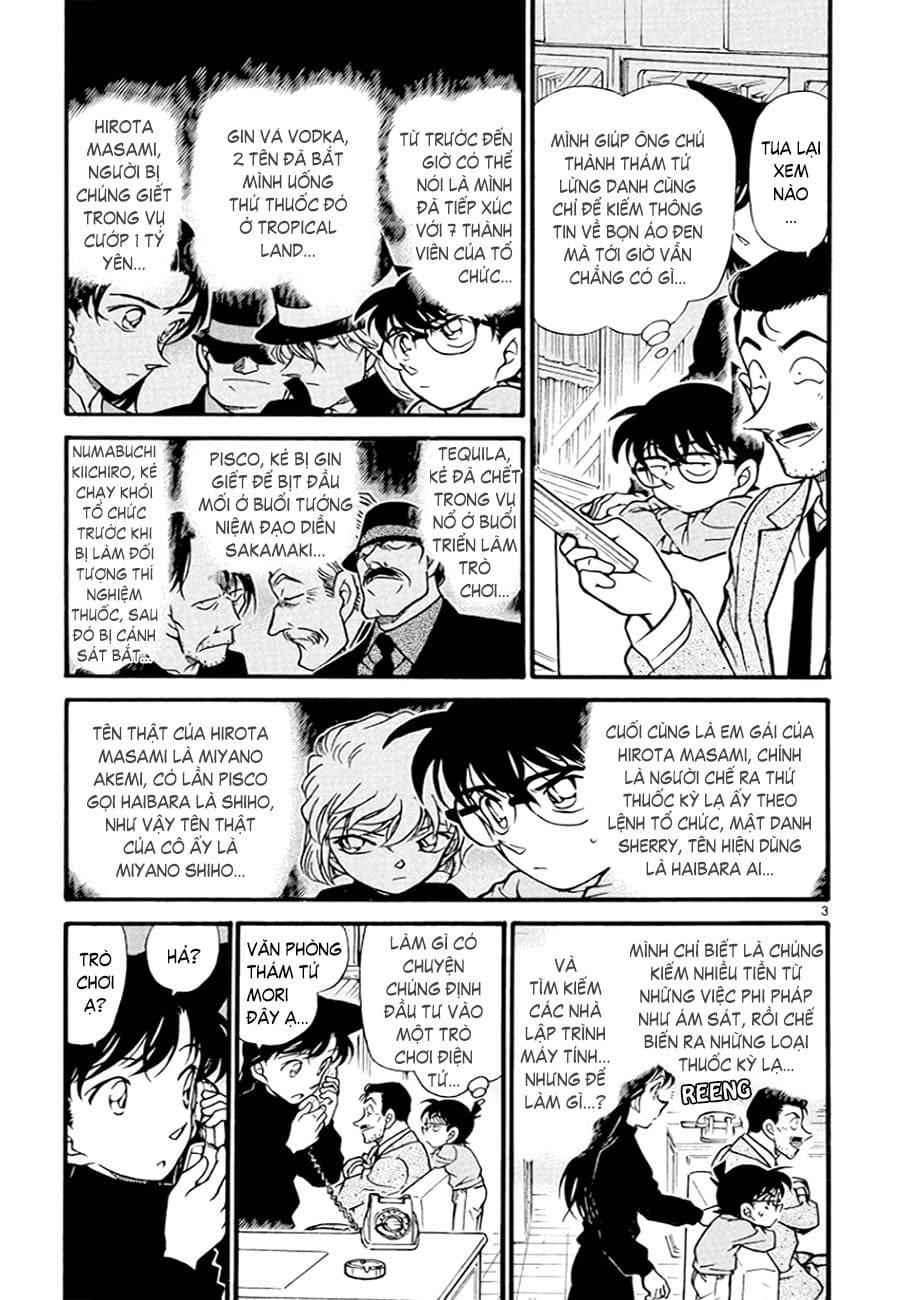 TUA LẠI
XEM
NÀO
...
MÌNH GIÚP ÔNG CHÚ
THÀNH THÁM TỬ
LỪNG DANH CŨNG
CHỈ ĐỂ KIẾM THÔNG
TIN VỀ BỌN ÁO ĐEN
MÀ TỚI GIỜ VẪN
CHẲNG CÓ GÌ...
TỪ TRƯỚC ĐẾN
GIỜ CÓ THỂ
NÓI LÀ MÌNH
ĐÃ TIẾP XÚC
VỚI 7 THÀNH
VIÊN CỦA TỔ
CHỨC...
GIN VÀ VODKA,
2 TÊN ĐÃ BẮT
MÌNH UỐNG
THỨ THUỐC ĐÓ
Ở TROPICAL
LAND...
HIROTA
MASAMI,
NGƯỜI BỊ
CHÚNG GIẾT
TRONG VỤ
CƯỚP 1 TỶ
YÊN...
TEQUILA,
KẺ ĐÃ CHẾT
TRONG VỤ
NỔ Ở BUỔI
TRIỂN LÃM
TRÒ
CHƠI...
PISCO, KẺ BỊ GIN
GIẾT ĐỂ BỊT ĐẦU
MỐI Ở BUỔI TƯỞNG
NIỆM ĐẠO DIỄN
SAKAMAKI...
NUMABUCHI
KIICHIRO, KẺ
CHẠY KHỎI
TỔ CHỨC
TRƯỚC KHI
BỊ LÀM ĐỐI
TƯỢNG THÍ
NGHIỆM
THUỐC, SAU
ĐÓ BỊ CẢNH
SÁT BẮT...
CUỐI CÙNG LÀ EM GÁI CỦA
HIROTA MASAMI, CHÍNH
LÀ NGƯỜI CHẾ RA THỨ
THUỐC KỲ LẠ ẤY THEO
LỆNH TỔ CHỨC, MẬT DANH
SHERRY, TÊN HIỆN DÙNG
LÀ HAIBARA AI...
TÊN THẬT CỦA HIROTA
MASAMI LÀ MIYANO
AKEMI, CÓ LẦN PISCO
GỌI HAIBARA LÀ SHIHO,
NHƯ VẬY TÊN THẬT
CỦA CÔ ẤY LÀ
MIYANO SHIHO...
3
MÌNH CHỈ BIẾT LÀ CHÚNG
KIẾM NHIỀU TIỀN TỪ
NHỮNG VIỆC PHI PHÁP
NHƯ ÁM SÁT, RỒI CHẾ
BIẾN RA NHỮNG LOẠI
THUỐC KỲ LẠ...
REENG
VÀ
TÌM KIẾM
CÁC NHÀ
LẬP TRÌNH
MÁY TÍNH...
NHƯNG ĐỂ
LÀM GÌ...?
LÀM GÌ CÓ
CHUYỆN
CHÚNG ĐỊNH
ĐẦU TƯ VÀO
MỘT TRÒ
CHƠI ĐIỆN
TỬ...
VĂN PHÒNG
THÁM TỬ
MORI
ĐÂY Ạ...
HẢ?
TRÒ
CHƠI
Ạ?